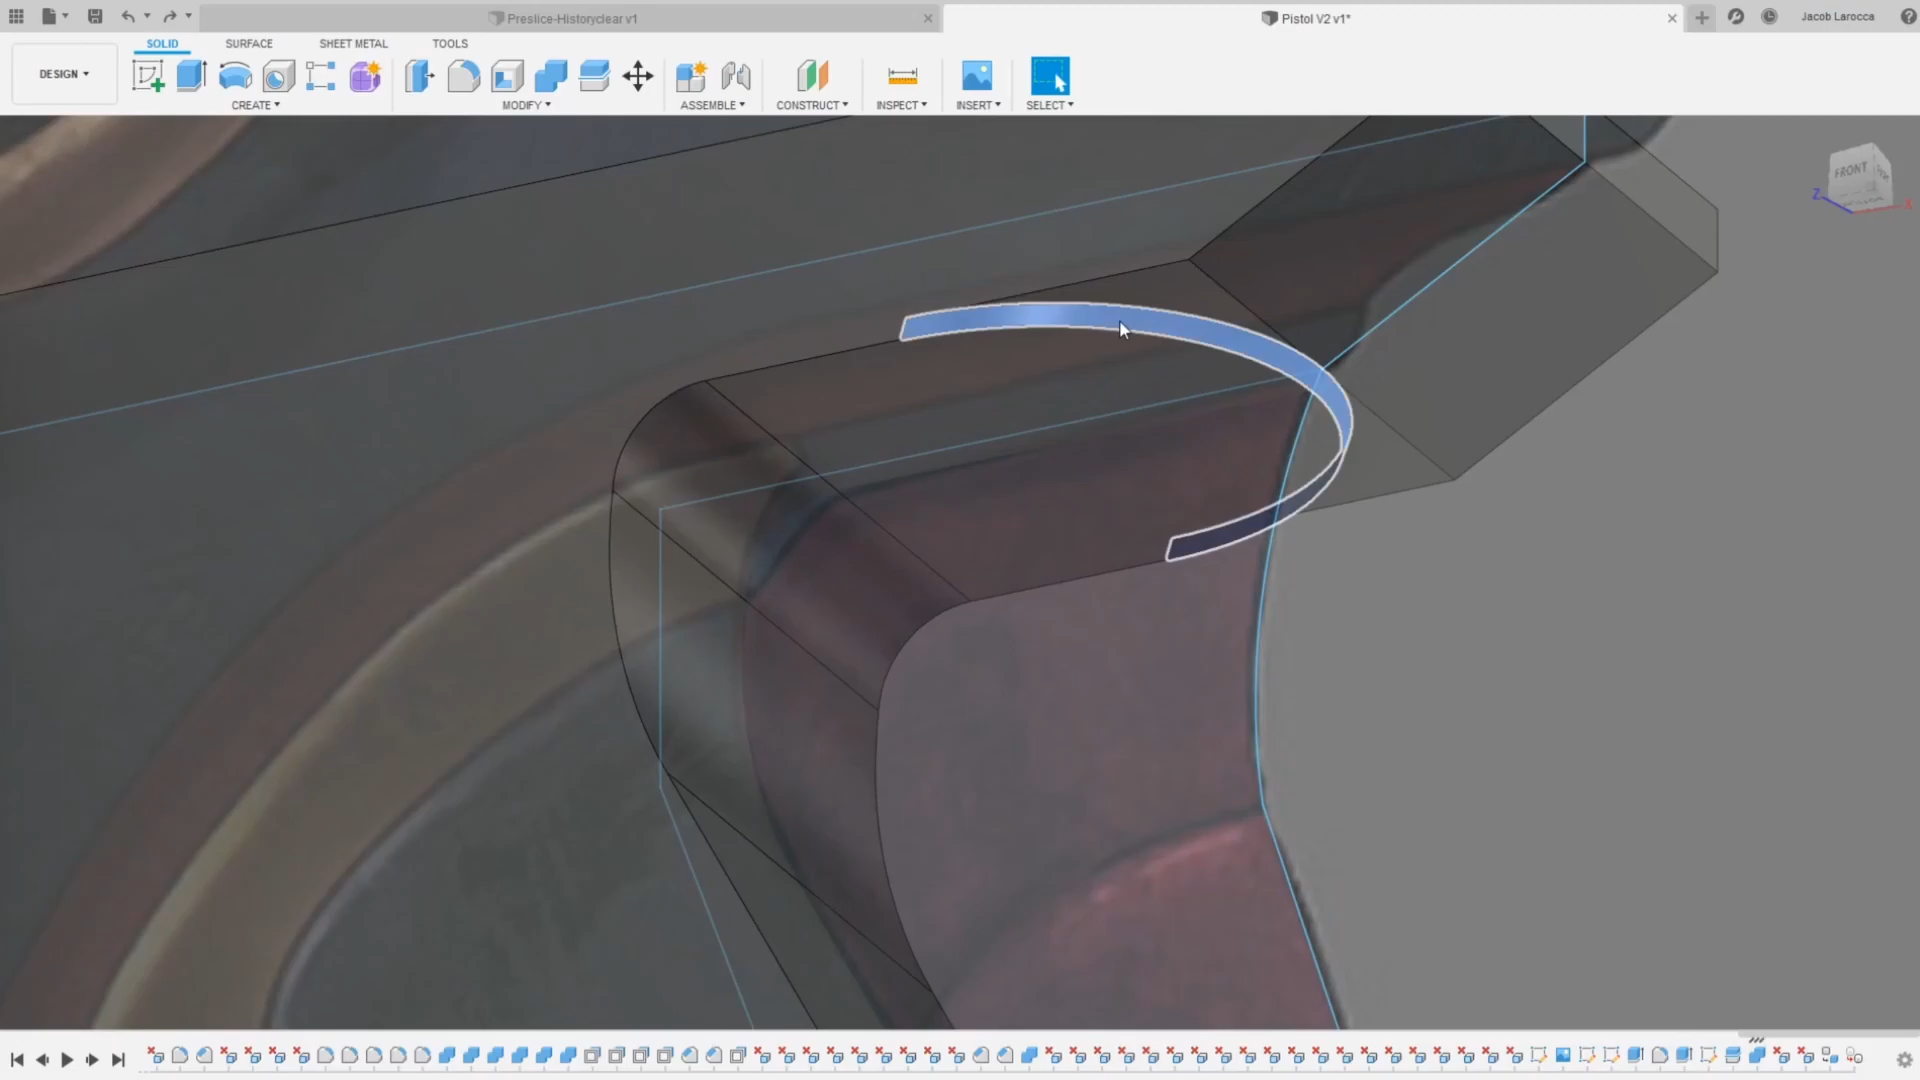 Preslice-Historyclear v1
Pistol V2 v1*
Jacob Larocca
SOLID
SURFACE
SHEET METAL
TOOLS
DESIGN
CREATE
MODIFY
ASSEMBLE
CONSTRUCT
INSPECT
INSERT
SELECT
FRONT
Z
X